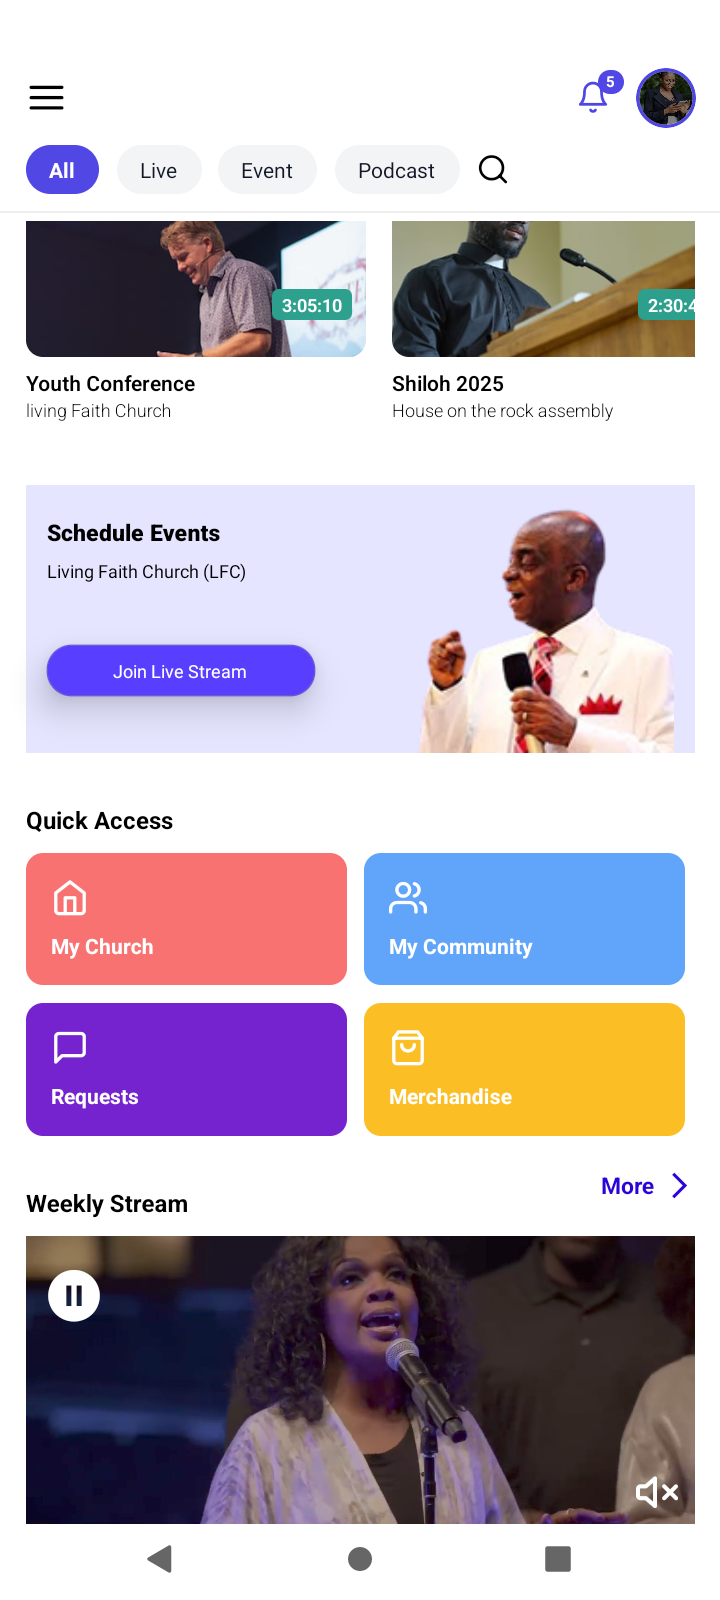 5
All
Live
Event
Podcast
3:05:10
2:30:4
Youth Conference
living Faith Church
Shiloh 2025
House on the rock assembly
Schedule Events
Living Faith Church (LFC)
Join Live Stream
Quick Access
My Church
My Community
Requests
Merchandise
More
Weekly Stream